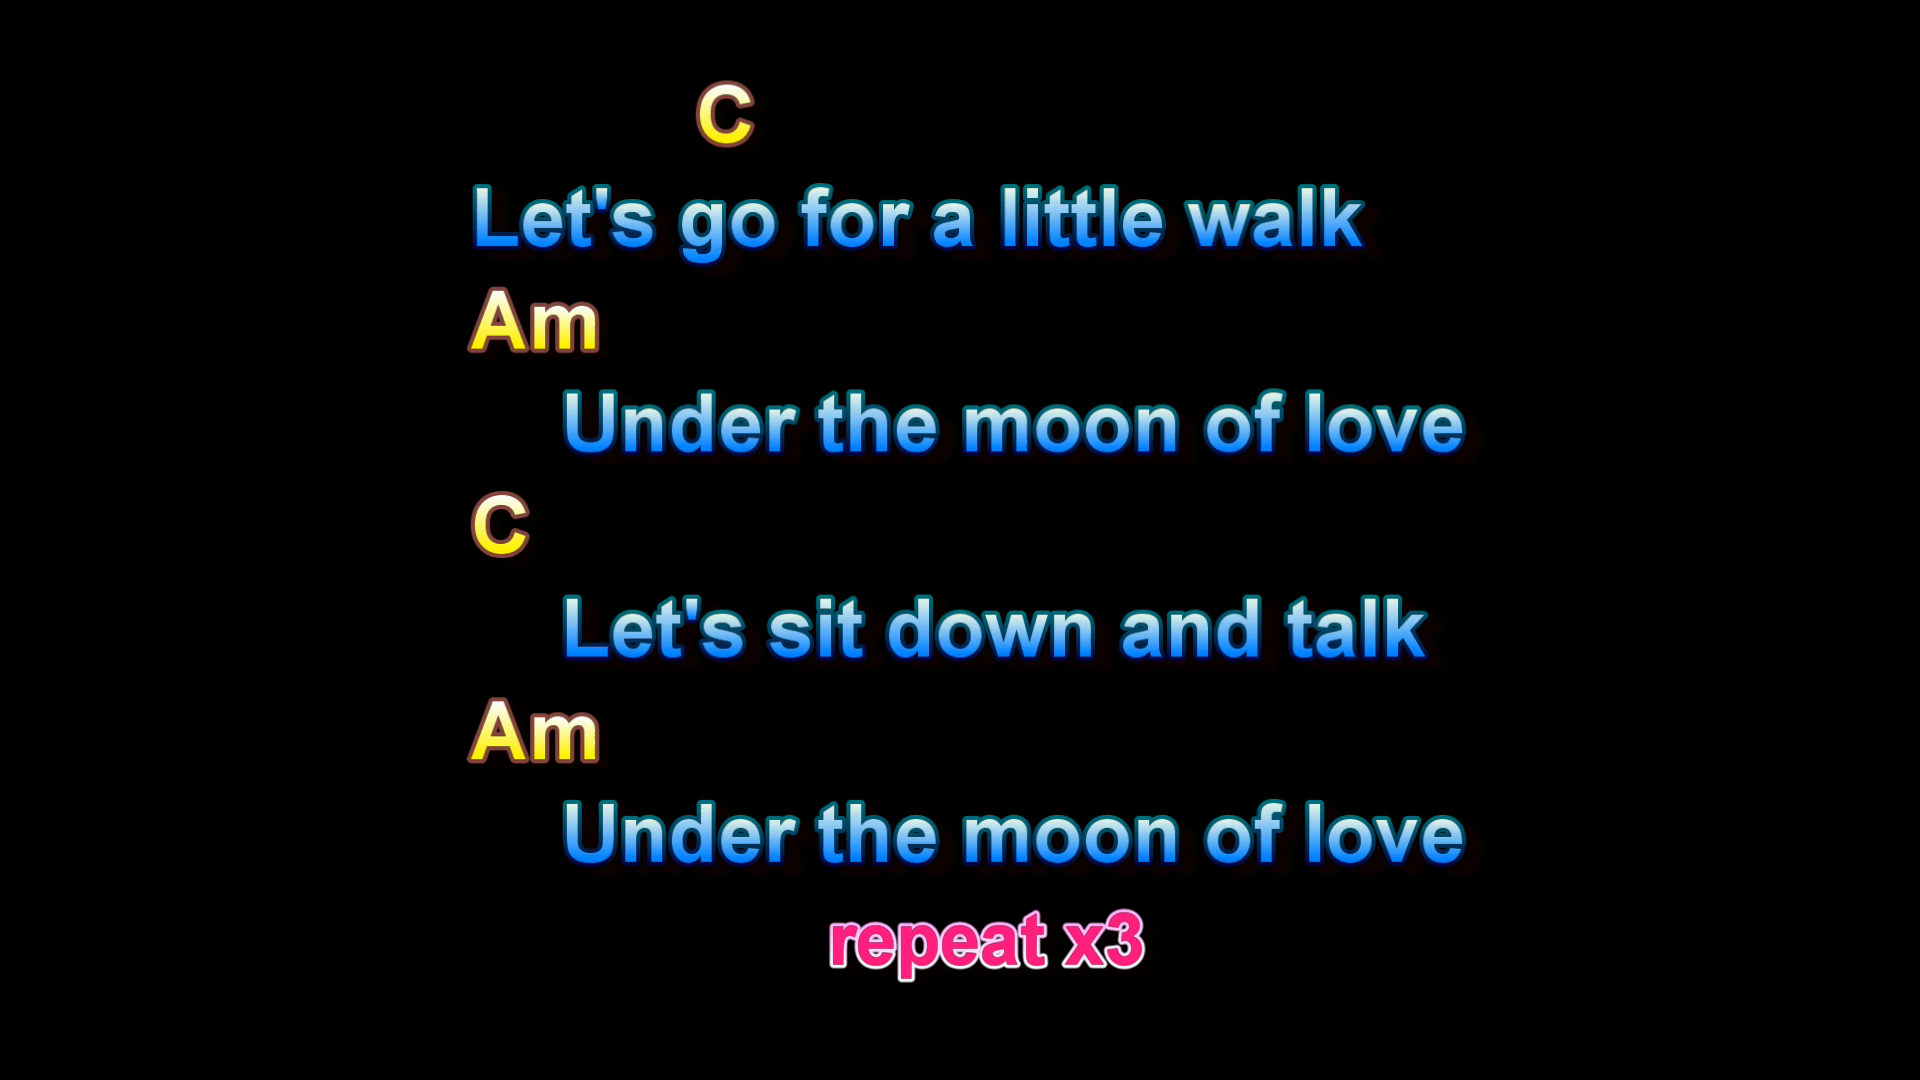 C
Let's go for a little walk
Am
Under the moon of love
C
Let's sit down and talk
Am
Under the moon of love
repeat x3